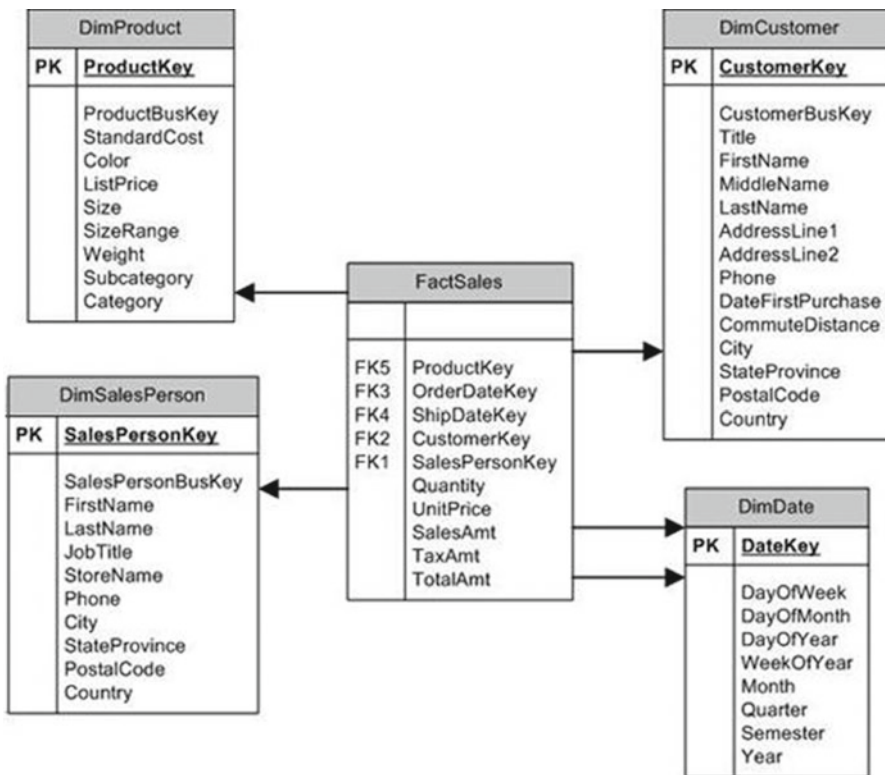 DimProduct
PK ProductKey
ProductBusKey
StandardCost
Color
ListPrice
Size
SizeRange
Weight
Subcategory
Category
DimCustomer
PK CustomerKey
CustomerBusKey
Title
FirstName
MiddleName
LastName
AddressLine1
AddressLine2
Phone
DateFirstPurchase
CommuteDistance
City
StateProvince
PostalCode
Country
FactSales
FK5 ProductKey
FK3 OrderDateKey
FK4 ShipDateKey
FK2 CustomerKey
FK1 SalesPersonKey
Quantity
UnitPrice
SalesAmt
TaxAmt
TotalAmt
DimSalesPerson
PK SalesPersonKey
SalesPersonBusKey
FirstName
LastName
JobTitle
StoreName
Phone
City
StateProvince
PostalCode
Country
DimDate
PK DateKey
DayOfWeek
DayOfMonth
DayOfYear
WeekOfYear
Month
Quarter
Semester
Year